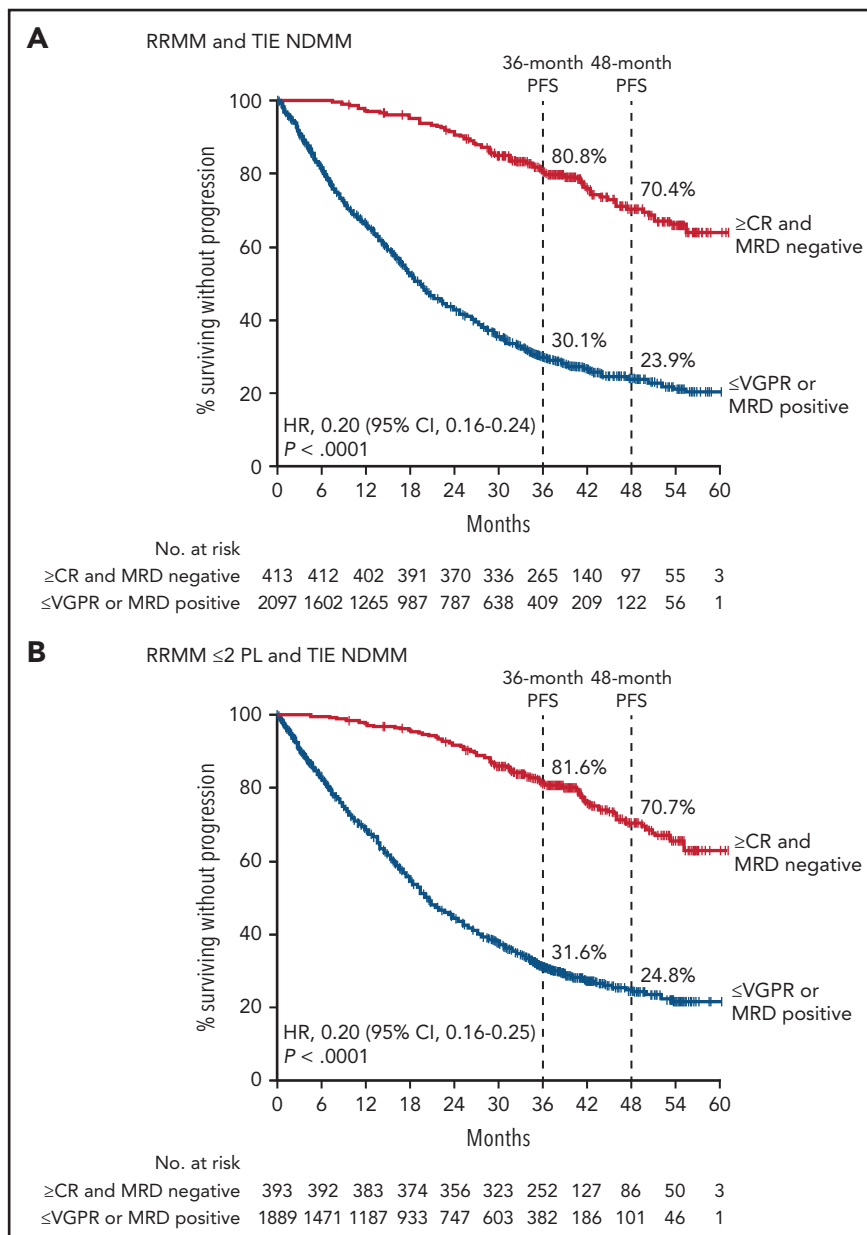 A
RRMM and TIE NDMM
36-month 48-month
PFS PFS
100
80
60
40
20
0
% surviving without progression
80.8%
70.4%
≥CR and
MRD negative
30.1%
23.9%
≤VGPR or
MRD positive
HR, 0.20 (95% CI, 0.16-0.24)
P < .0001
0 6 12 18 24 30 36 42 48 54 60
Months
No. at risk
≥CR and MRD negative 413 412 402 391 370 336 265 140 97 55 3
≤VGPR or MRD positive 2097 1602 1265 987 787 638 409 209 122 56 1
B
RRMM ≤2 PL and TIE NDMM
36-month 48-month
PFS PFS
100
80
60
40
20
0
% surviving without progression
81.6%
70.7%
≥CR and
MRD negative
31.6%
24.8%
≤VGPR or
MRD positive
HR, 0.20 (95% CI, 0.16-0.25)
P < .0001
0 6 12 18 24 30 36 42 48 54 60
Months
No. at risk
≥CR and MRD negative 393 392 383 374 356 323 252 127 86 50 3
≤VGPR or MRD positive 1889 1471 1187 933 747 603 382 186 101 46 1